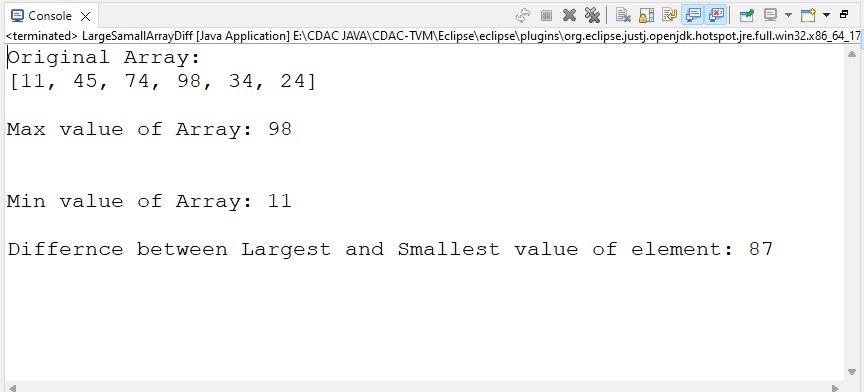 Console
<terminated> LargeSamallArrayDiff [Java Application] E:\CDAC JAVA\CDAC-TVM\Eclipse\eclipse\plugins\org.eclipse.justj.openjdk.hotspot.jre.full.win32.x86_64_17
Original Array:
[11, 45, 74, 98, 34, 24]
Max value of Array: 98
Min value of Array: 11
Differnce between Largest and Smallest value of element: 87